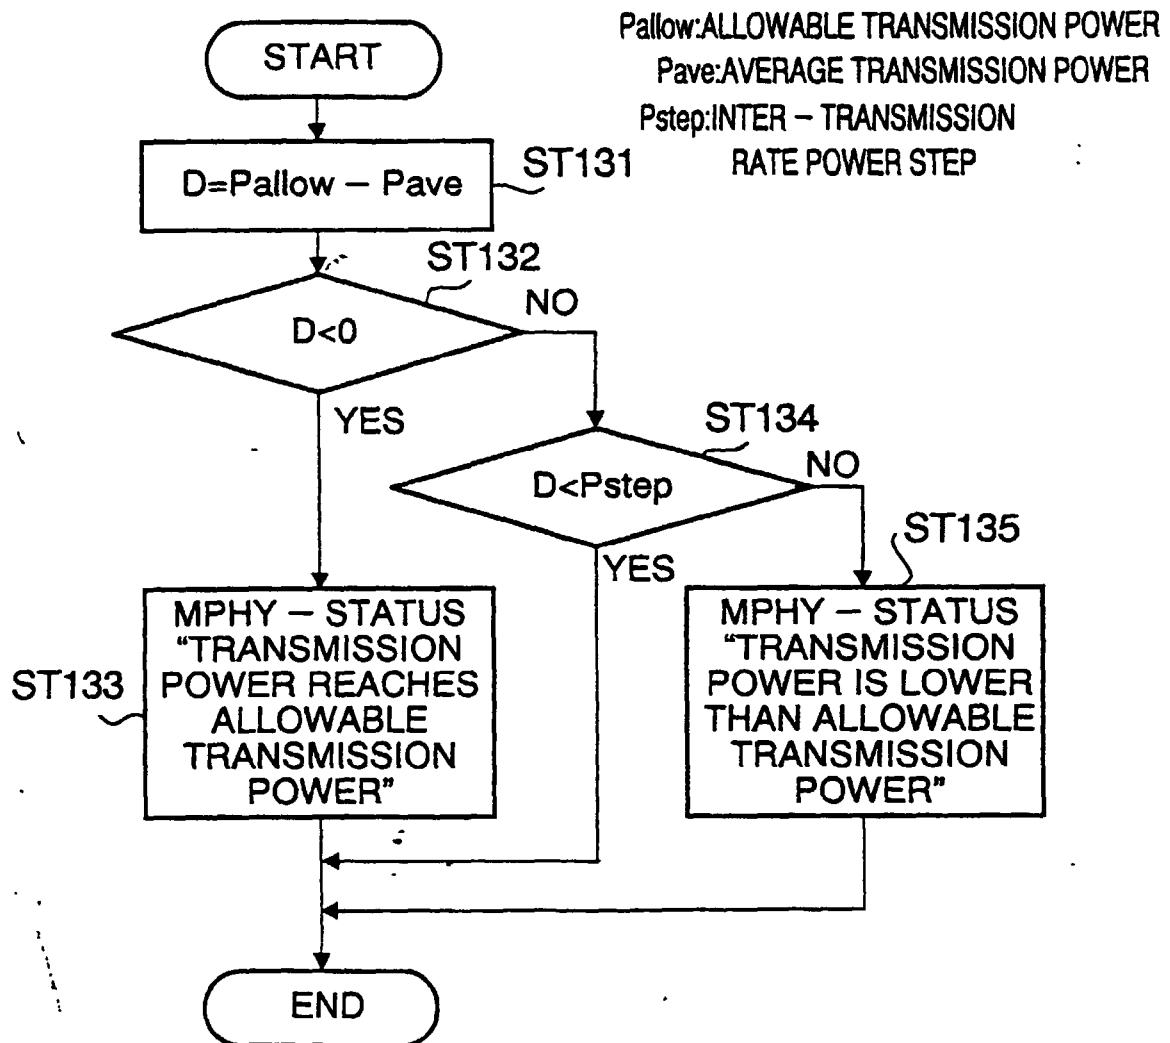 Pallow:ALLOWABLE TRANSMISSION POWER
Pave:AVERAGE TRANSMISSION POWER
Pstep:INTER – TRANSMISSION
RATE POWER STEP
START
D=Pallow – Pave
ST131
ST132
D<0
NO
YES
ST134
D<Pstep
NO
YES
ST135
ST133
MPHY – STATUS
“TRANSMISSION
POWER REACHES
ALLOWABLE
TRANSMISSION
POWER”
MPHY – STATUS
“TRANSMISSION
POWER IS LOWER
THAN ALLOWABLE
TRANSMISSION
POWER”
END